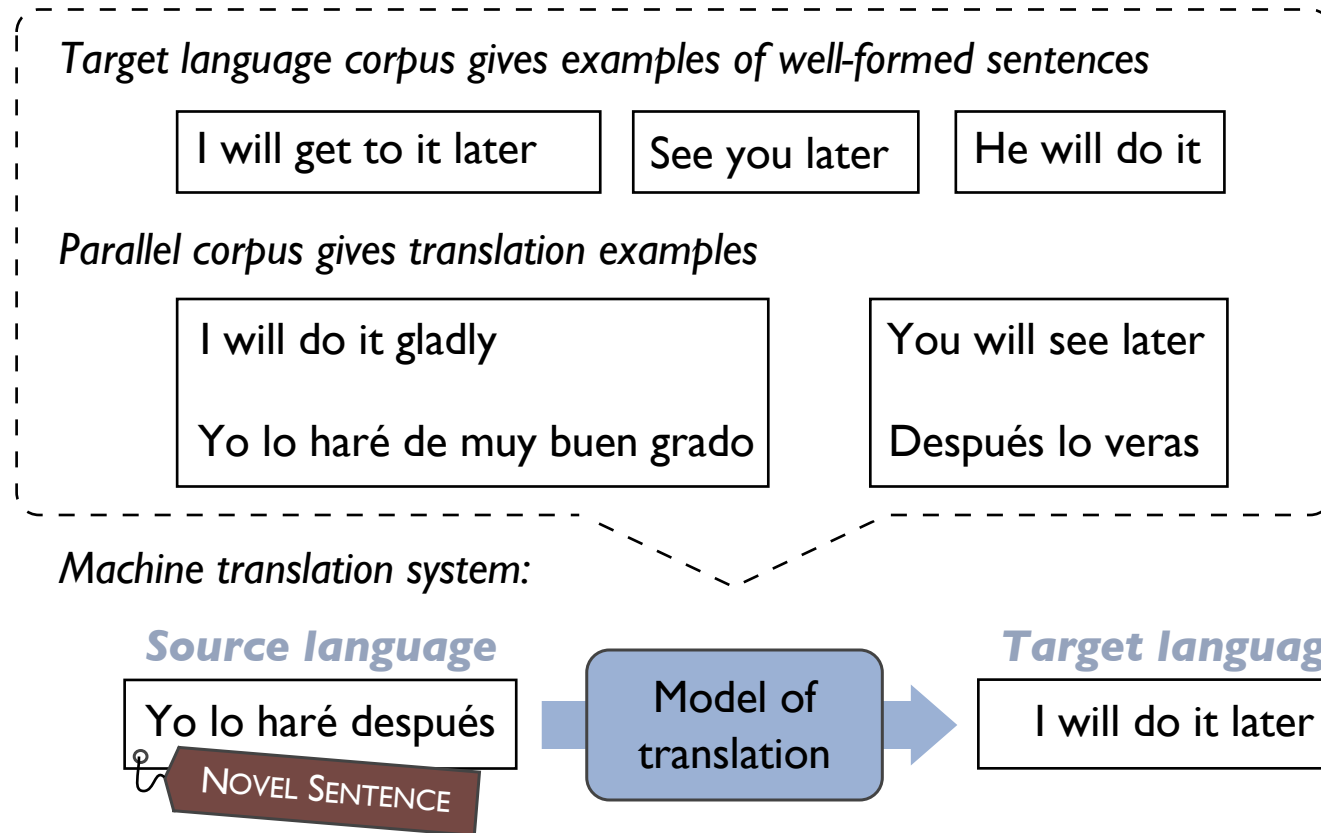 Target language corpus gives examples of well-formed sentences
I will get to it later
See you later
He will do it
Parallel corpus gives translation examples
I will do it gladly
Yo lo haré de muy buen grado
You will see later
Después lo veras
Machine translation system:
Source language
Yo lo haré después
NOVEL SENTENCE
Model of
translation
Target languag
I will do it later